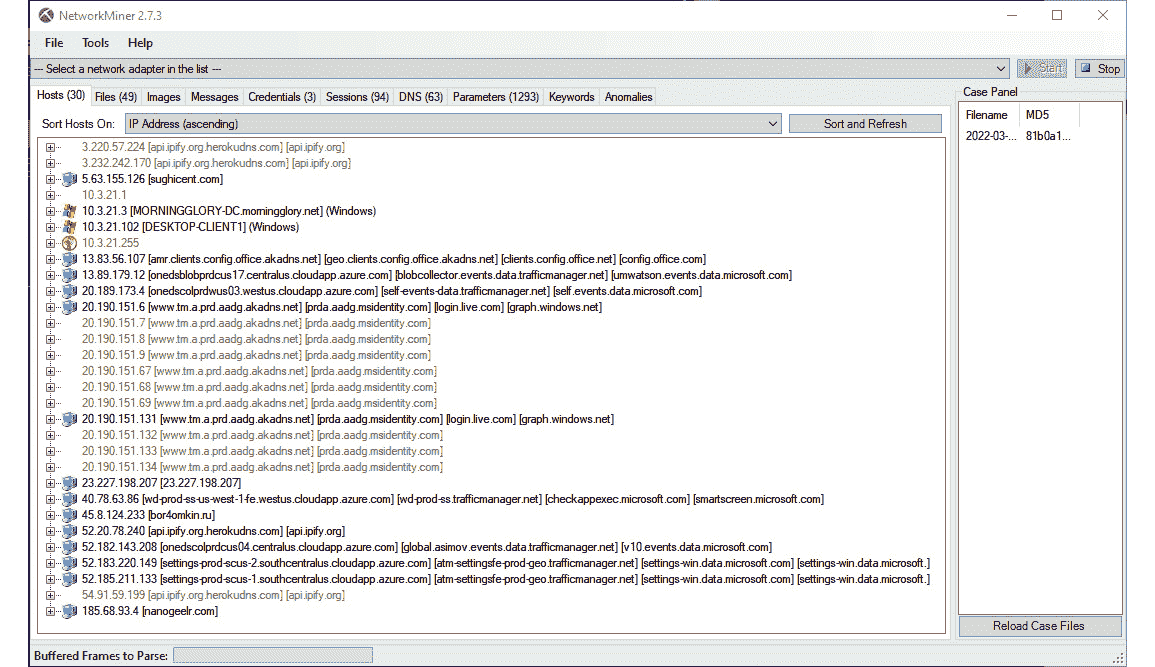 NetworkMiner 2.7.3
File Tools Help
--- Select a network adapter in the list --- Start Stop
Hosts (30) Files (49) Images Messages Credentials (3) Sessions (94) DNS (63) Parameters (1293) Keywords Anomalies
Case Panel
Sort Hosts On: IP Address (ascending) Sort and Refresh
Filename MD5
2022-03-... 81b0a1...
3.220.57.224 [api.ipify.org.herokudns.com] [api.ipify.org]
3.232.242.170 [api.ipify.org.herokudns.com] [api.ipify.org]
5.63.155.126 [sughicent.com]
10.3.21.1
10.3.21.3 [MORNINGGLORY-DC.morningglory.net] (Windows)
10.3.21.102 [DESKTOP-CLIENT1] (Windows)
10.3.21.255
13.83.56.107 [amr.clients.config.office.akadns.net] [geo.clients.config.office.akadns.net] [clients.config.office.net] [config.office.com]
13.89.179.12 [onedsblobprdcus17.centralus.cloudapp.azure.com] [blobcollector.events.data.trafficmanager.net] [umwatson.events.data.microsoft.com]
20.189.173.4 [onedscolprdwus03.westus.cloudapp.azure.com] [self-events-data.trafficmanager.net] [self.events.data.microsoft.com]
20.190.151.6 [www.tm.a.prd.aadg.akadns.net] [prda.aadg.msidentity.com] [login.live.com] [graph.windows.net]
20.190.151.7 [www.tm.a.prd.aadg.akadns.net] [prda.aadg.msidentity.com]
20.190.151.8 [www.tm.a.prd.aadg.akadns.net] [prda.aadg.msidentity.com]
20.190.151.9 [www.tm.a.prd.aadg.akadns.net] [prda.aadg.msidentity.com]
20.190.151.67 [www.tm.a.prd.aadg.akadns.net] [prda.aadg.msidentity.com]
20.190.151.68 [www.tm.a.prd.aadg.akadns.net] [prda.aadg.msidentity.com]
20.190.151.69 [www.tm.a.prd.aadg.akadns.net] [prda.aadg.msidentity.com]
20.190.151.131 [www.tm.a.prd.aadg.akadns.net] [prda.aadg.msidentity.com] [login.live.com] [graph.windows.net]
20.190.151.132 [www.tm.a.prd.aadg.akadns.net] [prda.aadg.msidentity.com]
20.190.151.133 [www.tm.a.prd.aadg.akadns.net] [prda.aadg.msidentity.com]
20.190.151.134 [www.tm.a.prd.aadg.akadns.net] [prda.aadg.msidentity.com]
23.227.198.207 [23.227.198.207]
40.78.63.86 [wd-prod-ss-us-west-1-fe.westus.cloudapp.azure.com] [wd-prod-ss.trafficmanager.net] [checkappexec.microsoft.com] [smartscreen.microsoft.com]
45.8.124.233 [bor4omkin.ru]
52.20.78.240 [api.ipify.org.herokudns.com] [api.ipify.org]
52.182.143.208 [onedscolprdcus04.centralus.cloudapp.azure.com] [global.asimov.events.data.trafficmanager.net] [v10.events.data.microsoft.com]
52.183.220.149 [settings-prod-scus-2.southcentralus.cloudapp.azure.com] [atm-settingsfe-prod-geo.trafficmanager.net] [settings-win.data.microsoft.com] [settings-win.data.microsoft.]
52.185.211.133 [settings-prod-scus-1.southcentralus.cloudapp.azure.com] [atm-settingsfe-prod-geo.trafficmanager.net] [settings-win.data.microsoft.com] [settings-win.data.microsoft.]
54.91.59.199 [api.ipify.org.herokudns.com] [api.ipify.org]
185.68.93.4 [nanogeelr.com]
Reload Case Files
Buffered Frames to Parse: